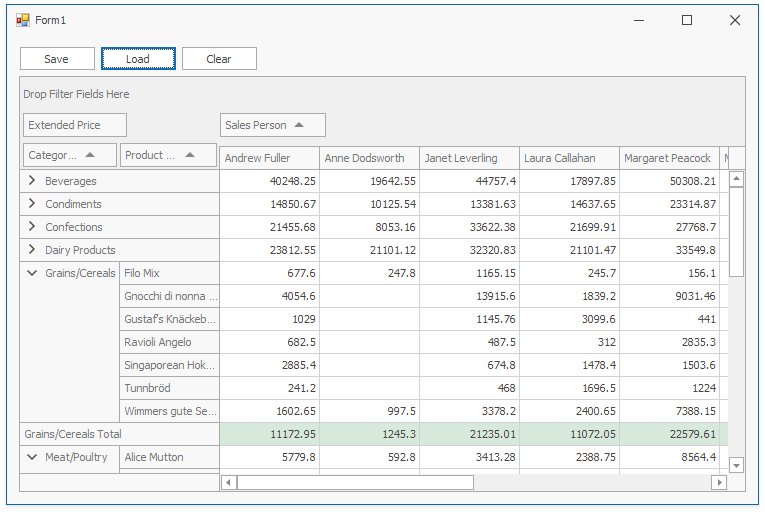 Form1
Save Load Clear
Drop Filter Fields Here
Extended Price Sales Person
Categor... Product ... Andrew Fuller Anne Dodsworth Janet Leverling Laura Callahan Margaret Peacock
Beverages 40248.25 19642.55 44757.4 17897.85 50308.21
Condiments 14850.67 10125.54 13381.63 14637.65 23314.87
Confections 21455.68 8053.16 33622.38 21699.91 27768.7
Dairy Products 23812.55 21101.12 32320.83 21101.47 33549.8
Grains/Cereals Filo Mix 677.6 247.8 1165.15 245.7 156.1
Gnocchi di nonna ... 4054.6 13915.6 1839.2 9031.46
Gustaf's Knäckeb... 1029 1145.76 3099.6 441
Ravioli Angelo 682.5 487.5 312 2835.3
Singaporean Hok... 2885.4 674.8 1478.4 1503.6
Tunnbröd 241.2 468 1696.5 1224
Wimmers gute Se... 1602.65 997.5 3378.2 2400.65 7388.15
Grains/Cereals Total 11172.95 1245.3 21235.01 11072.05 22579.61
Meat/Poultry Alice Mutton 5779.8 592.8 3413.28 2388.75 8564.4